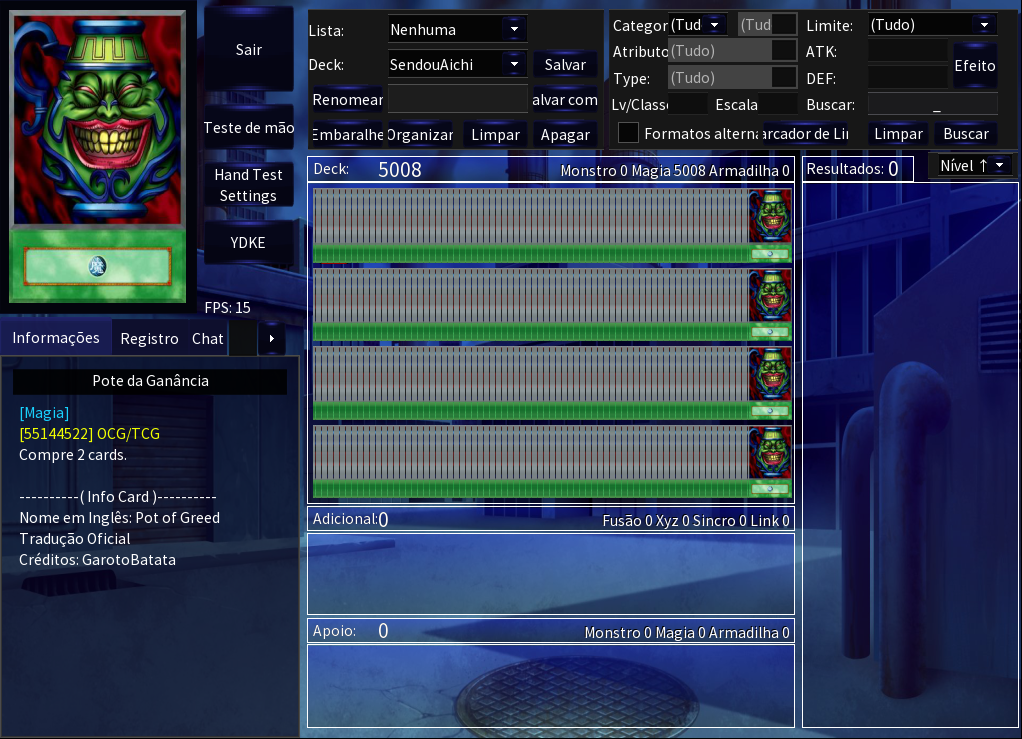 Sair
Teste de mão
Hand Test
Settings
YDKE
FPS: 15
魔
Informações
Registro
Chat
Pote da Ganância
[Magia]
[55144522] OCG/TCG
Compre 2 cards.
----------( Info Card )----------
Nome em Inglês: Pot of Greed
Tradução Oficial
Créditos: GarotoBatata
Lista:
Nenhuma
Deck:
SendouAichi
Salvar
Renomear
alvar com
Embaralhe
Organizar
Limpar
Apagar
Categor
(Tud
(Tud
Limite:
(Tudo)
Atributo
(Tudo)
ATK:
Efeito
Type:
(Tudo)
DEF:
Lv/Classe
Escala
Buscar:
_
Formatos altern
arcador de Li
Limpar
Buscar
Deck:
5008
Monstro 0 Magia 5008 Armadilha 0
Resultados: 0
Nível ↑
Adicional:0
Fusão 0 Xyz 0 Sincro 0 Link 0
Apoio:
0
Monstro 0 Magia 0 Armadilha 0